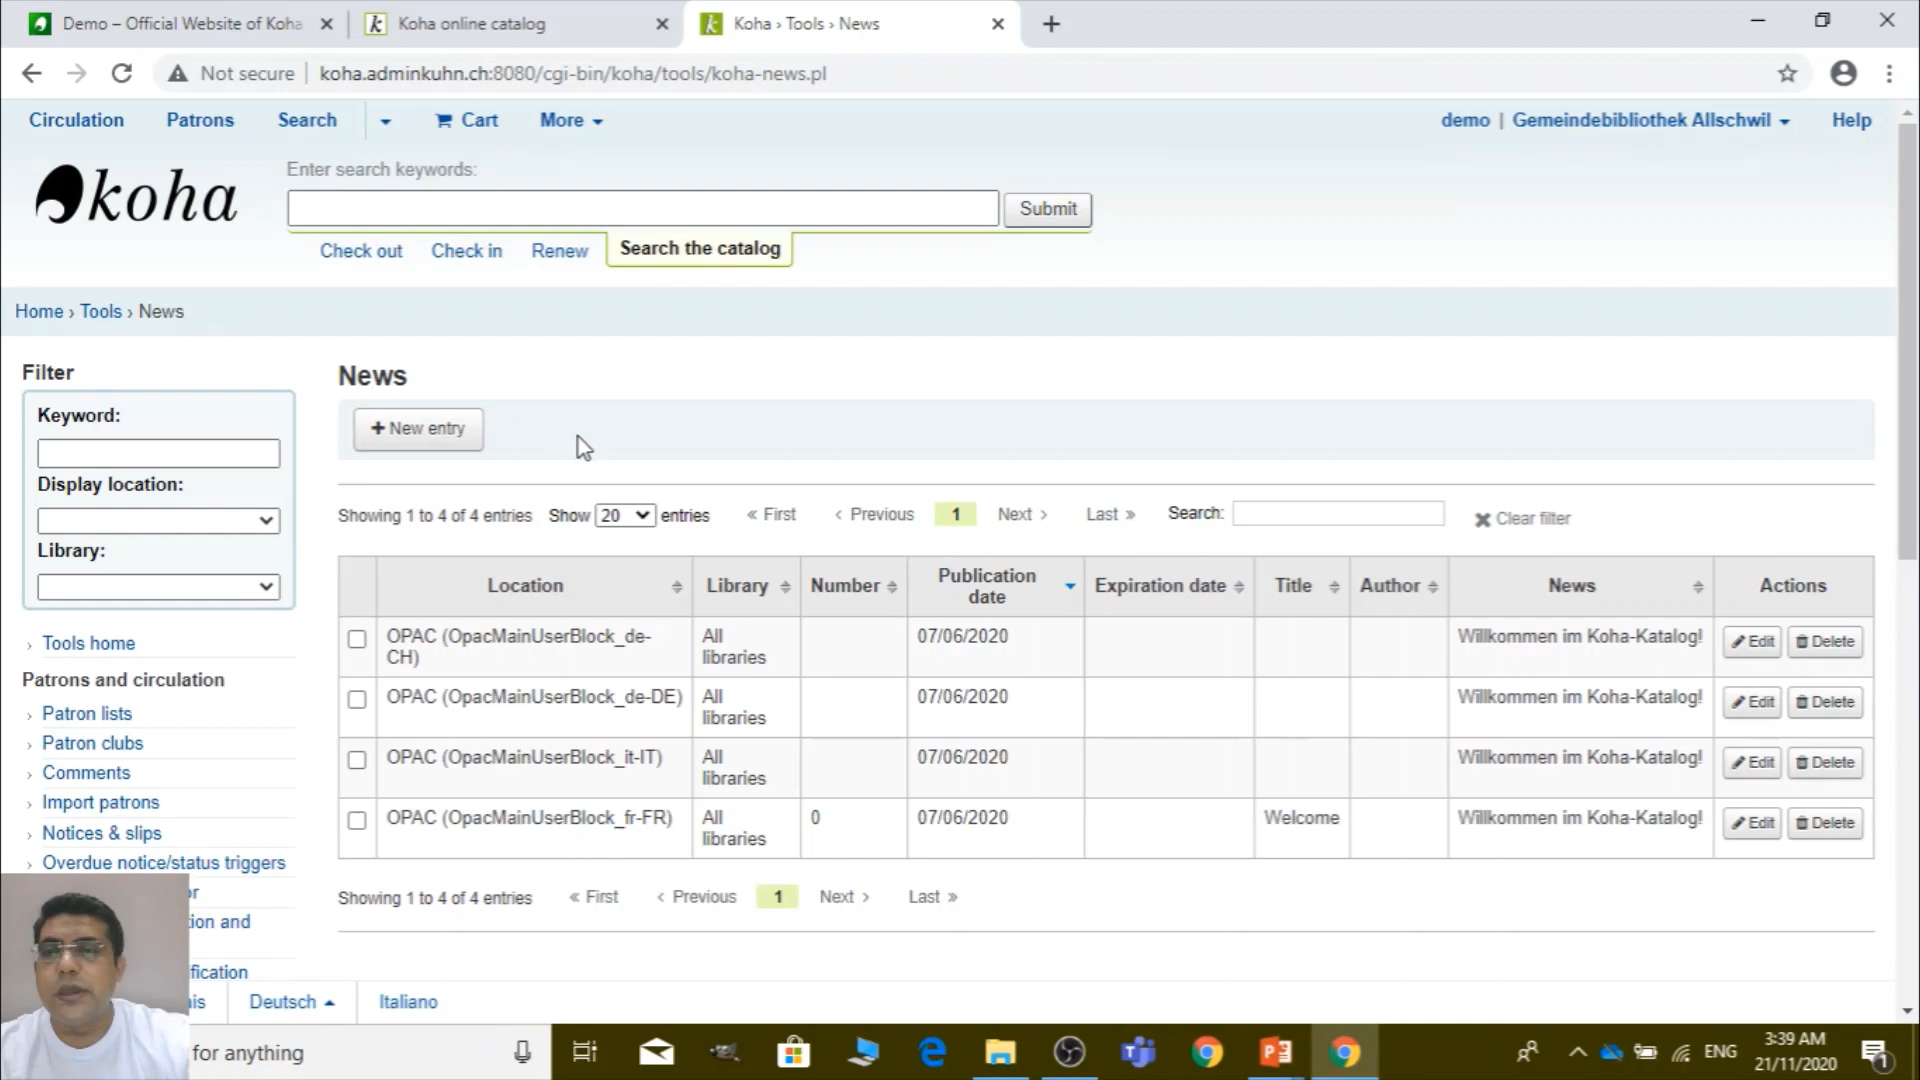 Demo – Official Website of Koha
Koha online catalog
Koha › Tools › News
Not secure
koha.adminkuhn.ch:8080/cgi-bin/koha/tools/koha-news.pl
Circulation
Patrons
Search
Cart
More
demo | Gemeindebibliothek Allschwil
Help
koha
Enter search keywords:
Submit
Check out
Check in
Renew
Search the catalog
Home › Tools › News
Filter
Keyword:
Display location:
Library:
› Tools home
Patrons and circulation
› Patron lists
› Patron clubs
› Comments
› Import patrons
› Notices & slips
› Overdue notice/status triggers
News
+ New entry
Showing 1 to 4 of 4 entries Show 20 entries « First ‹ Previous 1 Next › Last » Search: Clear filter
Location Library Number Publication date Expiration date Title Author News Actions
OPAC (OpacMainUserBlock_de-CH) All libraries 07/06/2020 Willkommen im Koha-Katalog! Edit Delete
OPAC (OpacMainUserBlock_de-DE) All libraries 07/06/2020 Willkommen im Koha-Katalog! Edit Delete
OPAC (OpacMainUserBlock_it-IT) All libraries 07/06/2020 Willkommen im Koha-Katalog! Edit Delete
OPAC (OpacMainUserBlock_fr-FR) All libraries 0 07/06/2020 Welcome Willkommen im Koha-Katalog! Edit Delete
Showing 1 to 4 of 4 entries « First ‹ Previous 1 Next › Last »
Deutsch
Italiano
for anything
ENG
3:39 AM
21/11/2020
1